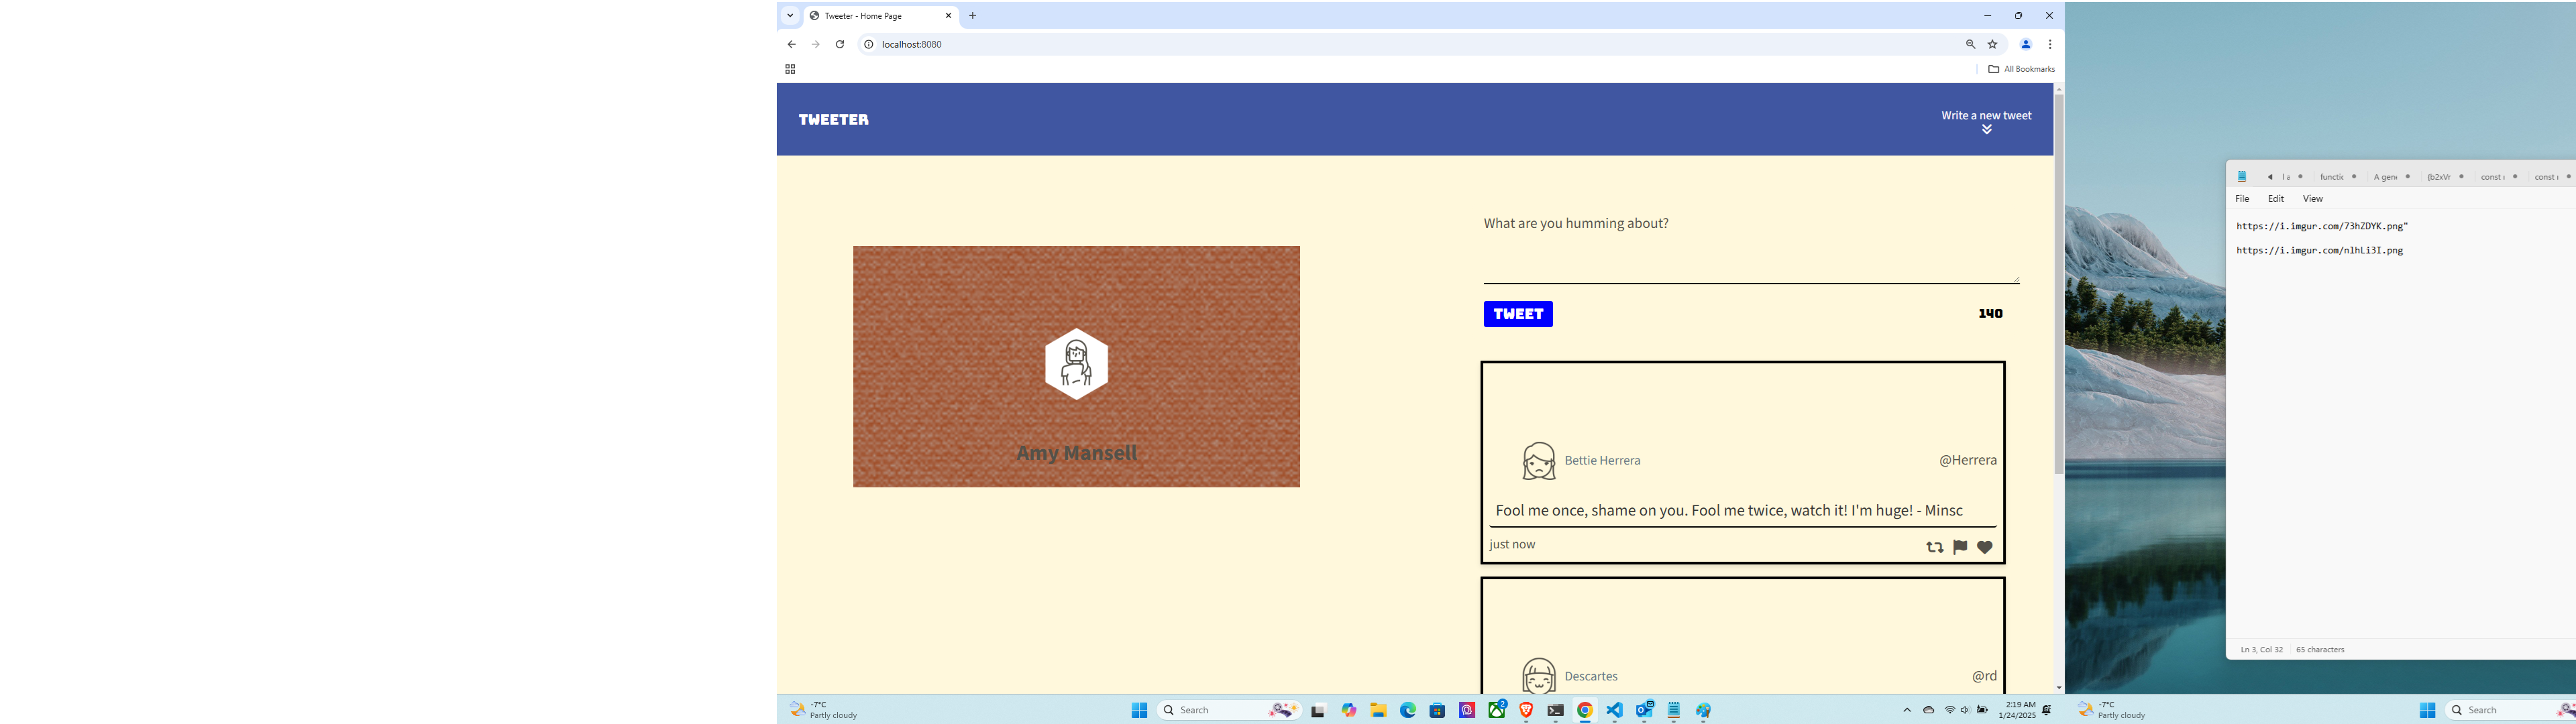 Tweeter - Home Page
localhost:8080
All Bookmarks
TWEETER
Write a new tweet
What are you humming about?
TWEET
140
Amy Mansell
Bettie Herrera
@Herrera
Fool me once, shame on you. Fool me twice, watch it! I'm huge! - Minsc
just now
Descartes
@rd
-7°C
Partly cloudy
Search
2
2:19 AM
1/24/2025
functic
A gene
(b2xVr
const
const
File
Edit
View
https://i.imgur.com/73hZDYK.png"
https://i.imgur.com/nlhLi3I.png
Ln 3, Col 32
65 characters
-7°C
Partly cloudy
Search